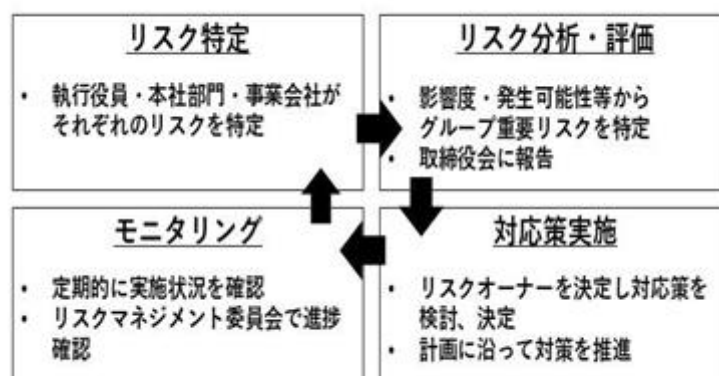 リスク特定
・ 執行役員・本社部門・事業会社が
それぞれのリスクを特定
リスク分析・評価
・ 影響度・発生可能性等から
グループ重要リスクを特定
・ 取締役会に報告
モニタリング
・ 定期的に実施状況を確認
・ リスクマネジメント委員会で進捗
確認
対応策実施
・ リスクオーナーを決定し対応策を
検討、決定
・ 計画に沿って対策を推進